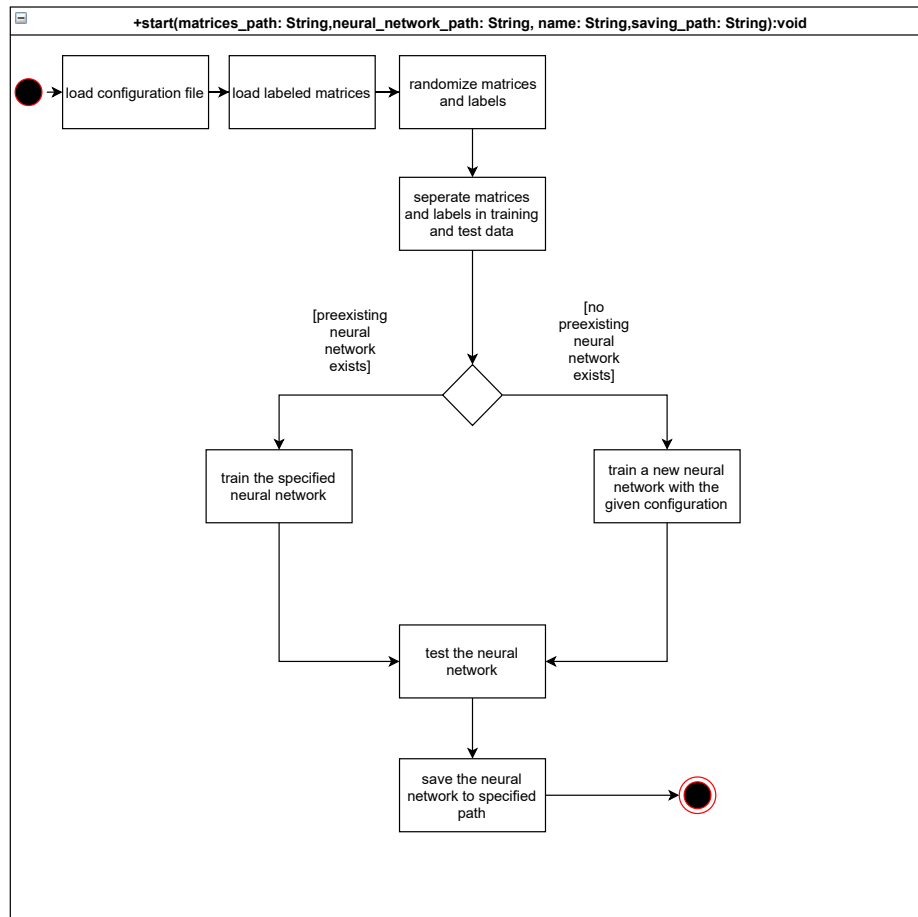 +start(matrices_path: String,neural_network_path: String, name: String,saving_path: String):void
load configuration file
load labeled matrices
randomize matrices
and labels
seperate matrices
and labels in training
and test data
[preexisting
neural
network
exists]
[no
preexisting
neural
network
exists]
train the specified
neural network
train a new neural
network with the
given configuration
test the neural
network
save the neural
network to specified
path